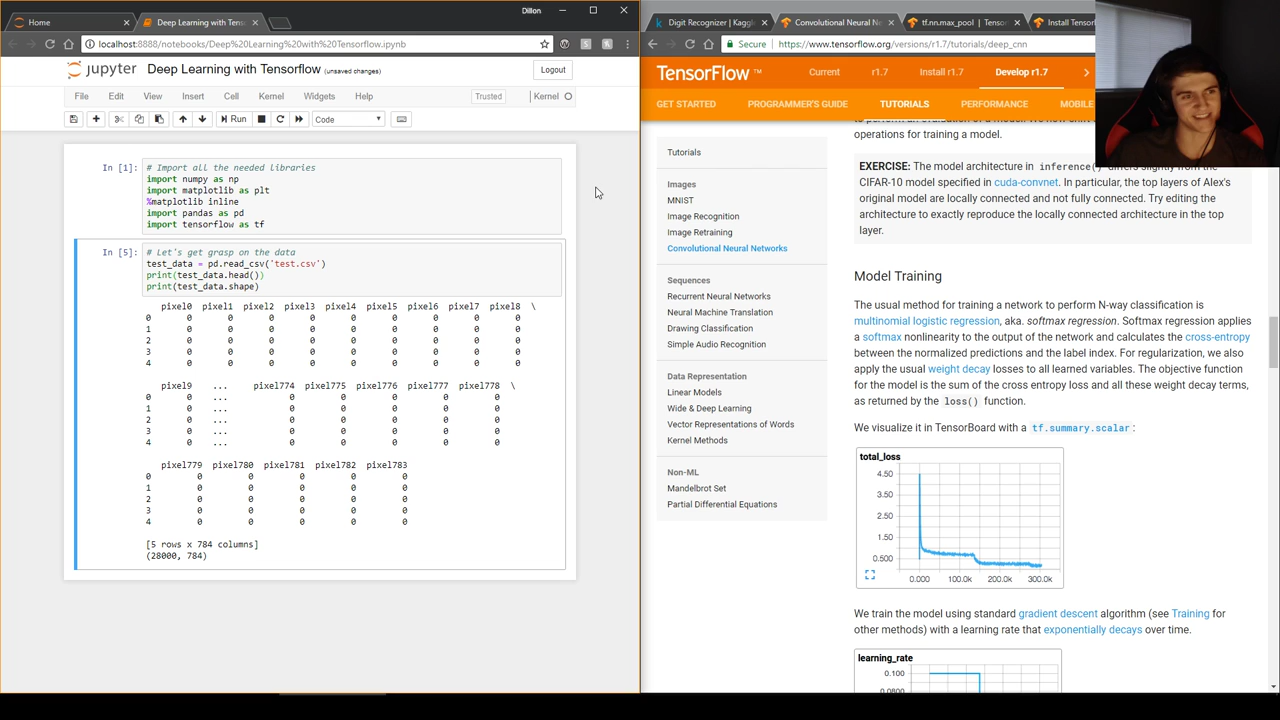 Home
Deep Learning with Tens
Dillon
localhost:8888/notebooks/Deep%20Learning%20with%20Tensorflow.ipynb
jupyter Deep Learning with Tensorflow (unsaved changes)
Logout
File Edit View Insert Cell Kernel Widgets Help
Trusted
Kernel
Run
Code
In [1]:
# Import all the needed libraries
import numpy as np
import matplotlib as plt
%matplotlib inline
import pandas as pd
import tensorflow as tf
In [5]:
# Let's get grasp on the data
test_data = pd.read_csv('test.csv')
print(test_data.head())
print(test_data.shape)
pixel0 pixel1 pixel2 pixel3 pixel4 pixel5 pixel6 pixel7 pixel8 \
0 0 0 0 0 0 0 0 0 0
1 0 0 0 0 0 0 0 0 0
2 0 0 0 0 0 0 0 0 0
3 0 0 0 0 0 0 0 0 0
4 0 0 0 0 0 0 0 0 0
pixel9 ... pixel774 pixel775 pixel776 pixel777 pixel778 \
0 0 ... 0 0 0 0 0
1 0 ... 0 0 0 0 0
2 0 ... 0 0 0 0 0
3 0 ... 0 0 0 0 0
4 0 ... 0 0 0 0 0
pixel779 pixel780 pixel781 pixel782 pixel783
0 0 0 0 0 0
1 0 0 0 0 0
2 0 0 0 0 0
3 0 0 0 0 0
4 0 0 0 0 0
[5 rows x 784 columns]
(28000, 784)
Digit Recognizer | Kaggl
Convolutional Neural N
tf.nn.max_pool | Tensor
Install Tensor
Secure
https://www.tensorflow.org/versions/r1.7/tutorials/deep_cnn
TensorFlow ™
Current r1.7 Install r1.7 Develop r1.7
GET STARTED PROGRAMMER'S GUIDE TUTORIALS PERFORMANCE MOBILE
Tutorials
Images
MNIST
Image Recognition
Image Retraining
Convolutional Neural Networks
Sequences
Recurrent Neural Networks
Neural Machine Translation
Drawing Classification
Simple Audio Recognition
Data Representation
Linear Models
Wide & Deep Learning
Vector Representations of Words
Kernel Methods
Non-ML
Mandelbrot Set
Partial Differential Equations
operations for training a model.
EXERCISE: The model architecture in inference() differs slightly from the
CIFAR-10 model specified in cuda-convnet. In particular, the top layers of Alex's
original model are locally connected and not fully connected. Try editing the
architecture to exactly reproduce the locally connected architecture in the top
layer.
Model Training
The usual method for training a network to perform N-way classification is
multinomial logistic regression, aka. softmax regression. Softmax regression applies
a softmax nonlinearity to the output of the network and calculates the cross-entropy
between the normalized predictions and the label index. For regularization, we also
apply the usual weight decay losses to all learned variables. The objective function
for the model is the sum of the cross entropy loss and all these weight decay terms,
as returned by the loss() function.
We visualize it in TensorBoard with a tf.summary.scalar:
total_loss
4.50
3.50
2.50
1.50
0.500
0.000 100.0k 200.0k 300.0k
We train the model using standard gradient descent algorithm (see Training for
other methods) with a learning rate that exponentially decays over time.
learning_rate
0.100
0.0800